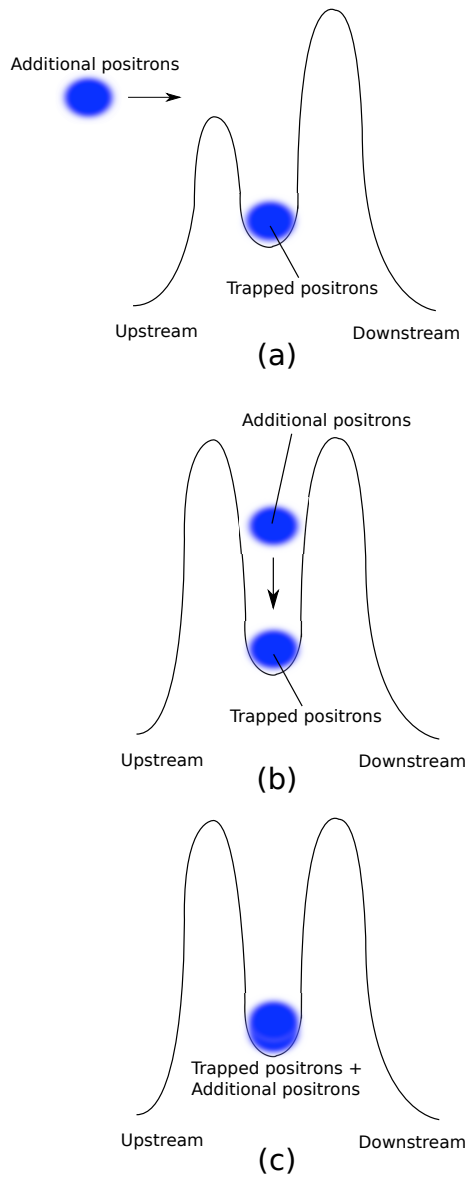 Additional positrons
Trapped positrons
Upstream
Downstream
(a)
Additional positrons
Trapped positrons
Upstream
Downstream
(b)
Trapped positrons +
Additional positrons
Upstream
Downstream
(c)